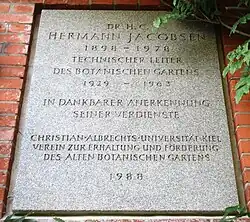 DR. H. C.
HERMANN JACOBSEN
1898 - 1978
TECHNISCHER LEITER
DES BOTANISCHEN GARTENS
1929 - 1963
IN DANKBARER ANERKENNUNG
SEINER VERDIENSTE
CHRISTIAN-ALBRECHTS-UNIVERSITÄT-KIEL
VEREIN ZUR ERHALTUNG UND FÖRDERUNG
DES ALTEN BOTANISCHEN GARTENS
1988